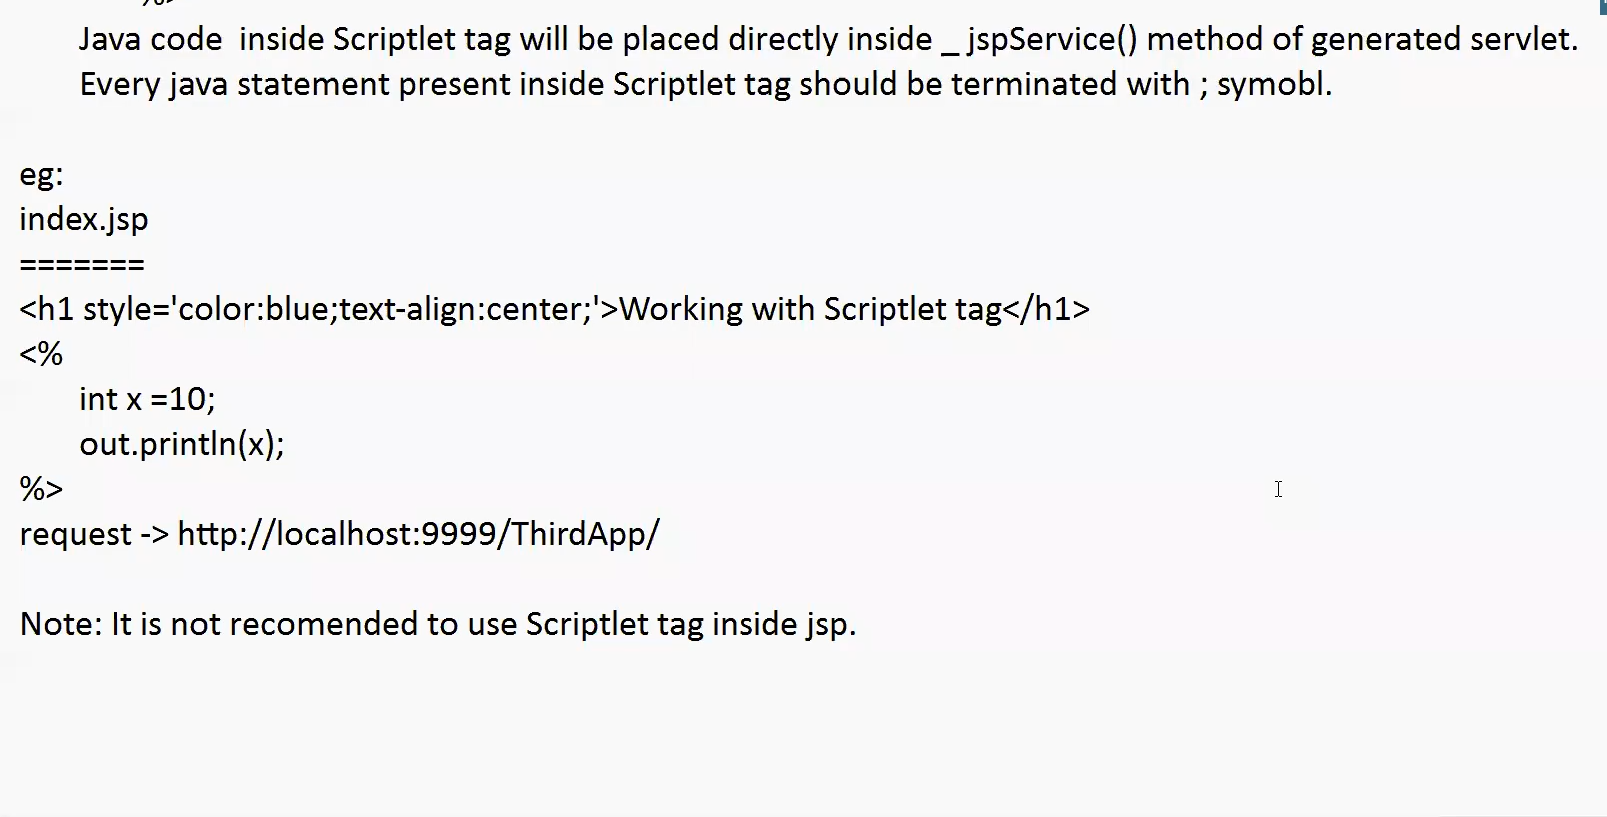 %>
Java code  inside Scriptlet tag will be placed directly inside _ jspService() method of generated servlet.
Every java statement present inside Scriptlet tag should be terminated with ; symobl.
eg:
index.jsp
=======
<h1 style='color:blue;text-align:center;'>Working with Scriptlet tag</h1>
<%
int x =10;
out.println(x);
%>
request -> http://localhost:9999/ThirdApp/
Note: It is not recomended to use Scriptlet tag inside jsp.